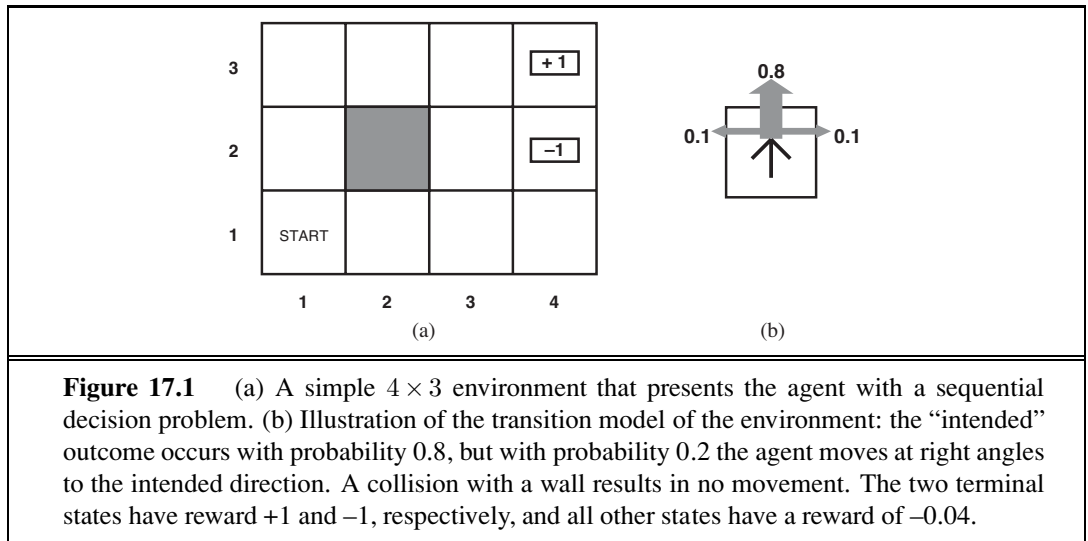 3
+ 1
0.8
0.1
0.1
2
–1
1
START
1 2 3 4
(a)
(b)
Figure 17.1 (a) A simple 4 × 3 environment that presents the agent with a sequential
decision problem. (b) Illustration of the transition model of the environment: the “intended”
outcome occurs with probability 0.8, but with probability 0.2 the agent moves at right angles
to the intended direction. A collision with a wall results in no movement. The two terminal
states have reward +1 and –1, respectively, and all other states have a reward of –0.04.